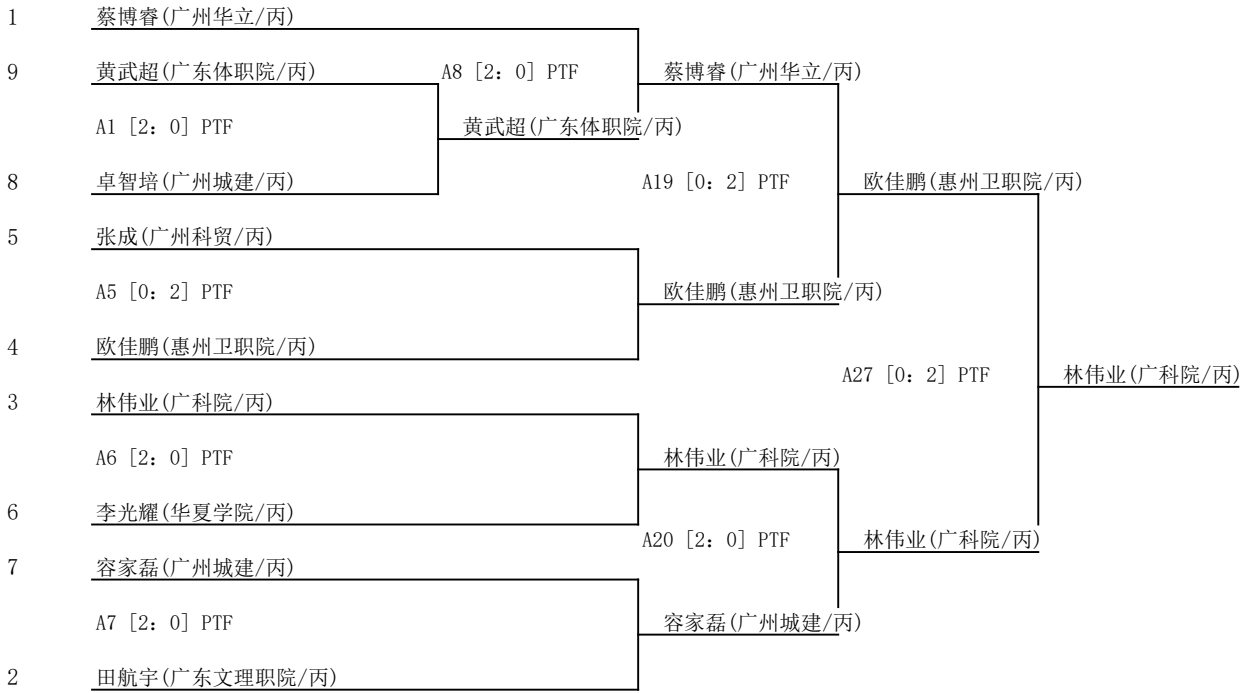 1 蔡博睿(广州华立/丙)
9 黄武超(广东体职院/丙) A8 [2: 0] PTF 蔡博睿(广州华立/丙)
A1 [2: 0] PTF 黄武超(广东体职院/丙)
8 卓智培(广州城建/丙) A19 [0: 2] PTF 欧佳鹏(惠州卫职院/丙)
5 张成(广州科贸/丙)
A5 [0: 2] PTF 欧佳鹏(惠州卫职院/丙)
4 欧佳鹏(惠州卫职院/丙)
A27 [0: 2] PTF 林伟业(广科院/丙)
3 林伟业(广科院/丙)
A6 [2: 0] PTF 林伟业(广科院/丙)
6 李光耀(华夏学院/丙)
A20 [2: 0] PTF 林伟业(广科院/丙)
7 容家磊(广州城建/丙)
A7 [2: 0] PTF 容家磊(广州城建/丙)
2 田航宇(广东文理职院/丙)